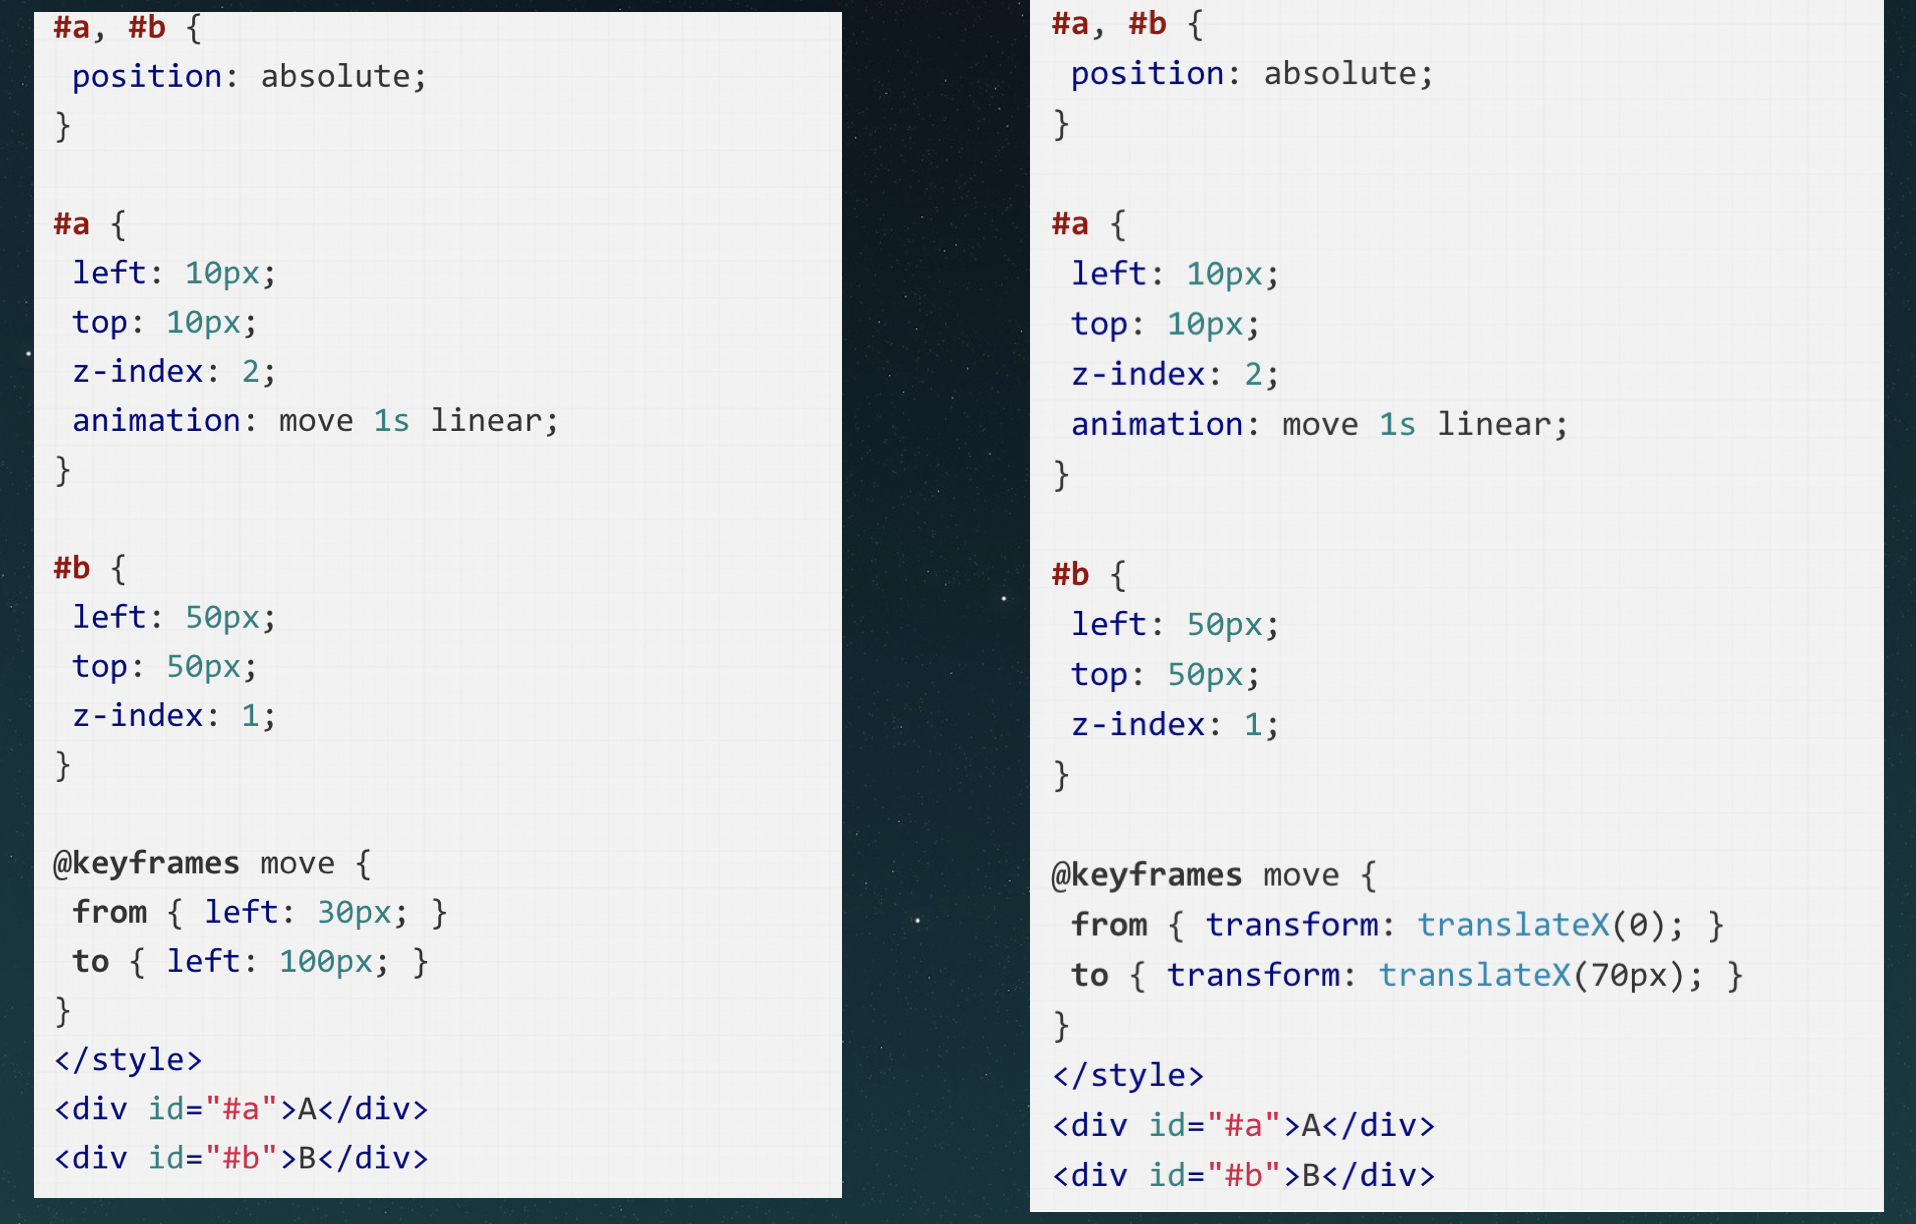 #a, #b {
 position: absolute;
}

#a {
 left: 10px;
 top: 10px;
 z-index: 2;
 animation: move 1s linear;
}

#b {
 left: 50px;
 top: 50px;
 z-index: 1;
}

@keyframes move {
 from { left: 30px; }
 to { left: 100px; }
}
</style>
<div id="#a">A</div>
<div id="#b">B</div>

#a, #b {
 position: absolute;
}

#a {
 left: 10px;
 top: 10px;
 z-index: 2;
 animation: move 1s linear;
}

#b {
 left: 50px;
 top: 50px;
 z-index: 1;
}

@keyframes move {
 from { transform: translateX(0); }
 to { transform: translateX(70px); }
}
</style>
<div id="#a">A</div>
<div id="#b">B</div>